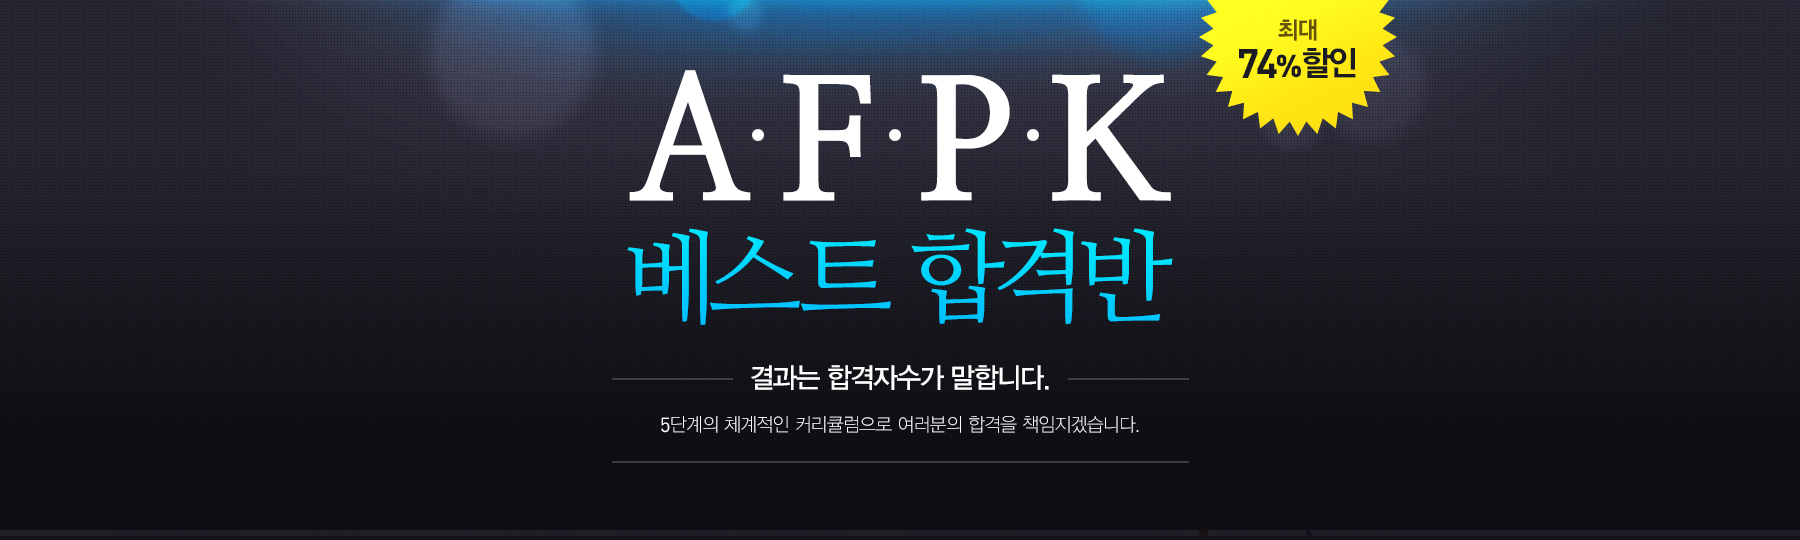 최대
74% 할인
A·F·P·K
베스트 합격반
결과는 합격자수가 말합니다.
5단계의 체계적인 커리큘럼으로 여러분의 합격을 책임지겠습니다.